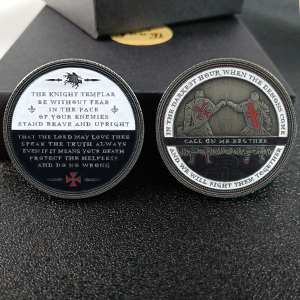 THE KNIGHT TEMPLAR
BE WITHOUT FEAR
IN THE FACE
OF YOUR ENEMIES
STAND BRAVE AND UPRIGHT
THAT THE LORD MAY LOVE THEE
SPEAK THE TRUTH ALWAYS
EVEN IF IT MEANS YOUR DEATH
PROTECT THE HELPLESS
AND DO NO WRONG
IN THE DARKEST HOUR WHEN THE DEMONS COME
CALL ON ME BROTHER
AND WE WILL FIGHT THEM TOGETHER